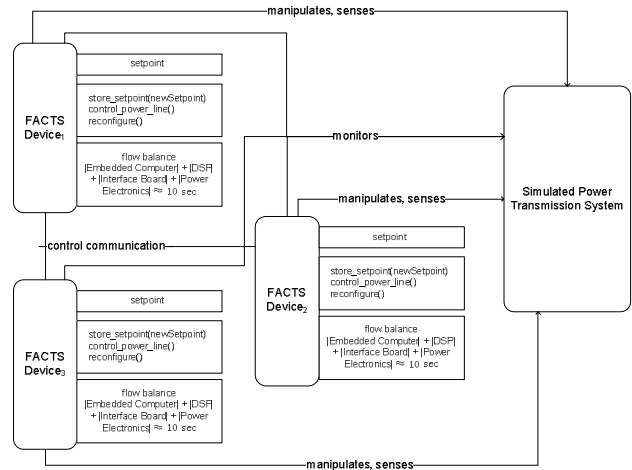 manipulates, senses
FACTS
Device1
setpoint
store_setpoint(newSetpoint)
control_power_line()
reconfigure()
flow balance
|Embedded Computer| + |DSP|
+ |Interface Board| + |Power
Electronics| ≈ 10 sec
monitors
manipulates, senses
Simulated Power
Transmission System
control communication
FACTS
Device2
setpoint
store_setpoint(newSetpoint)
control_power_line()
reconfigure()
flow balance
|Embedded Computer| + |DSP|
+ |Interface Board| + |Power
Electronics| ≈ 10 sec
FACTS
Device3
setpoint
store_setpoint(newSetpoint)
control_power_line()
reconfigure()
flow balance
|Embedded Computer| + |DSP|
+ |Interface Board| + |Power
Electronics| ≈ 10 sec
manipulates, senses